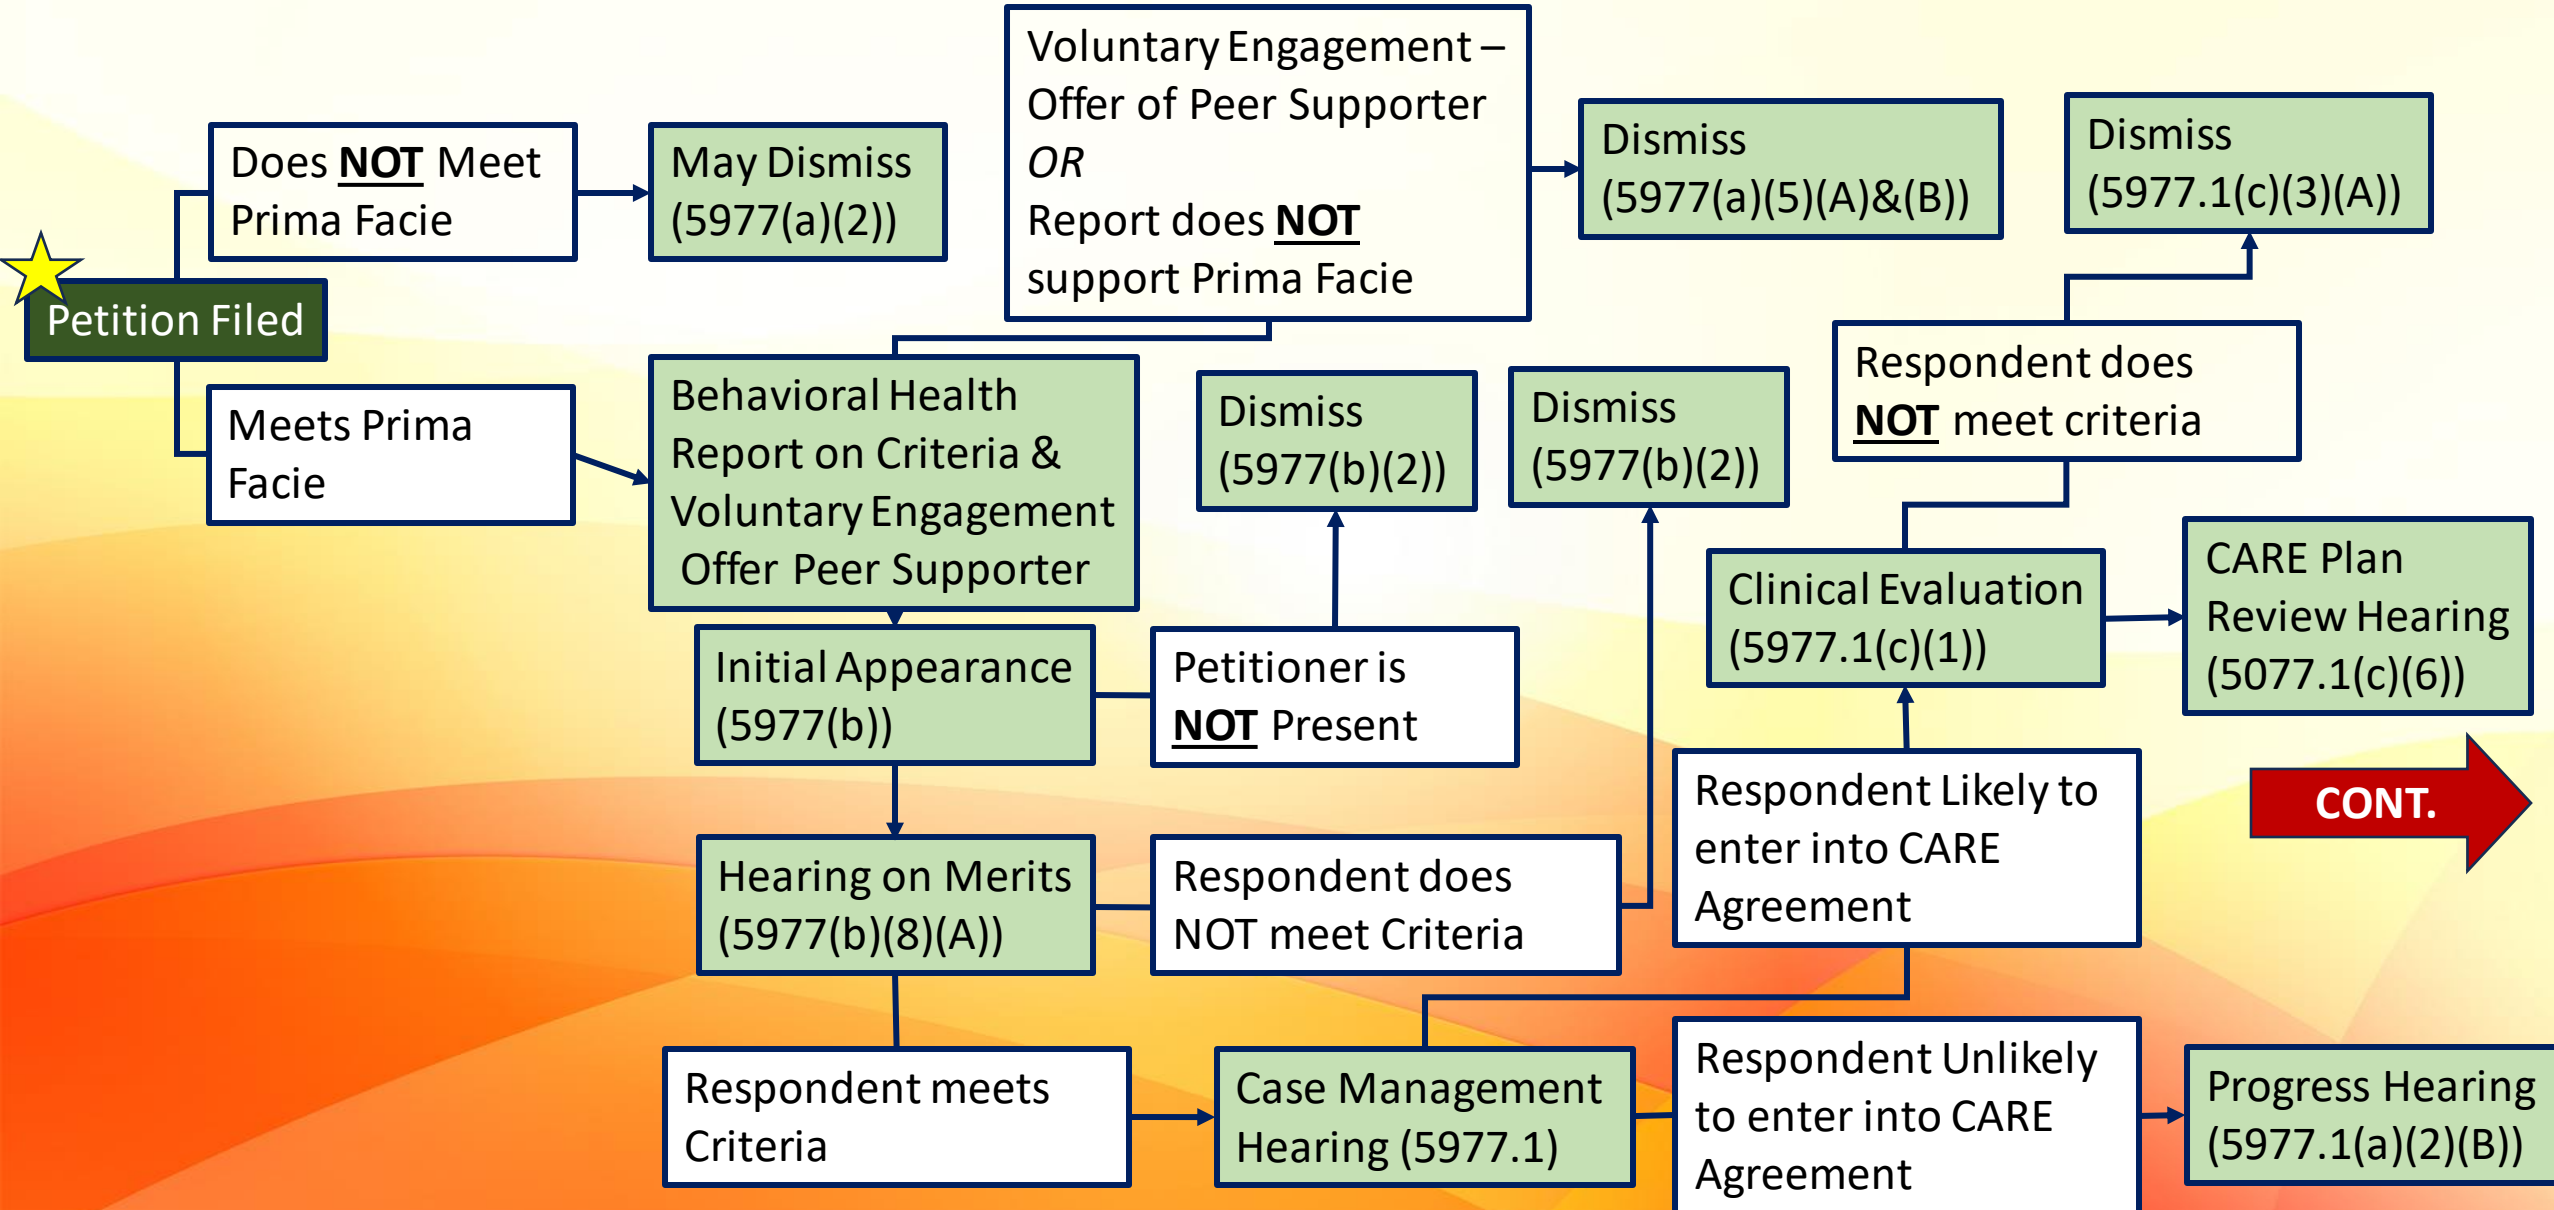 Voluntary Engagement –
Offer of Peer Supporter
OR
Report does NOT
support Prima Facie
Does NOT Meet
Prima Facie
May Dismiss
(5977(a)(2))
Dismiss
(5977(a)(5)(A)&(B))
Dismiss
(5977.1(c)(3)(A))
Petition Filed
Meets Prima
Facie
Behavioral Health
Report on Criteria &
Voluntary Engagement
Offer Peer Supporter
Dismiss
(5977(b)(2))
Dismiss
(5977(b)(2))
Respondent does
NOT meet criteria
Clinical Evaluation
(5977.1(c)(1))
CARE Plan
Review Hearing
(5077.1(c)(6))
Initial Appearance
(5977(b))
Petitioner is
NOT Present
Respondent Likely to
enter into CARE
Agreement
CONT.
Hearing on Merits
(5977(b)(8)(A))
Respondent does
NOT meet Criteria
Respondent meets
Criteria
Case Management
Hearing (5977.1)
Respondent Unlikely
to enter into CARE
Agreement
Progress Hearing
(5977.1(a)(2)(B))